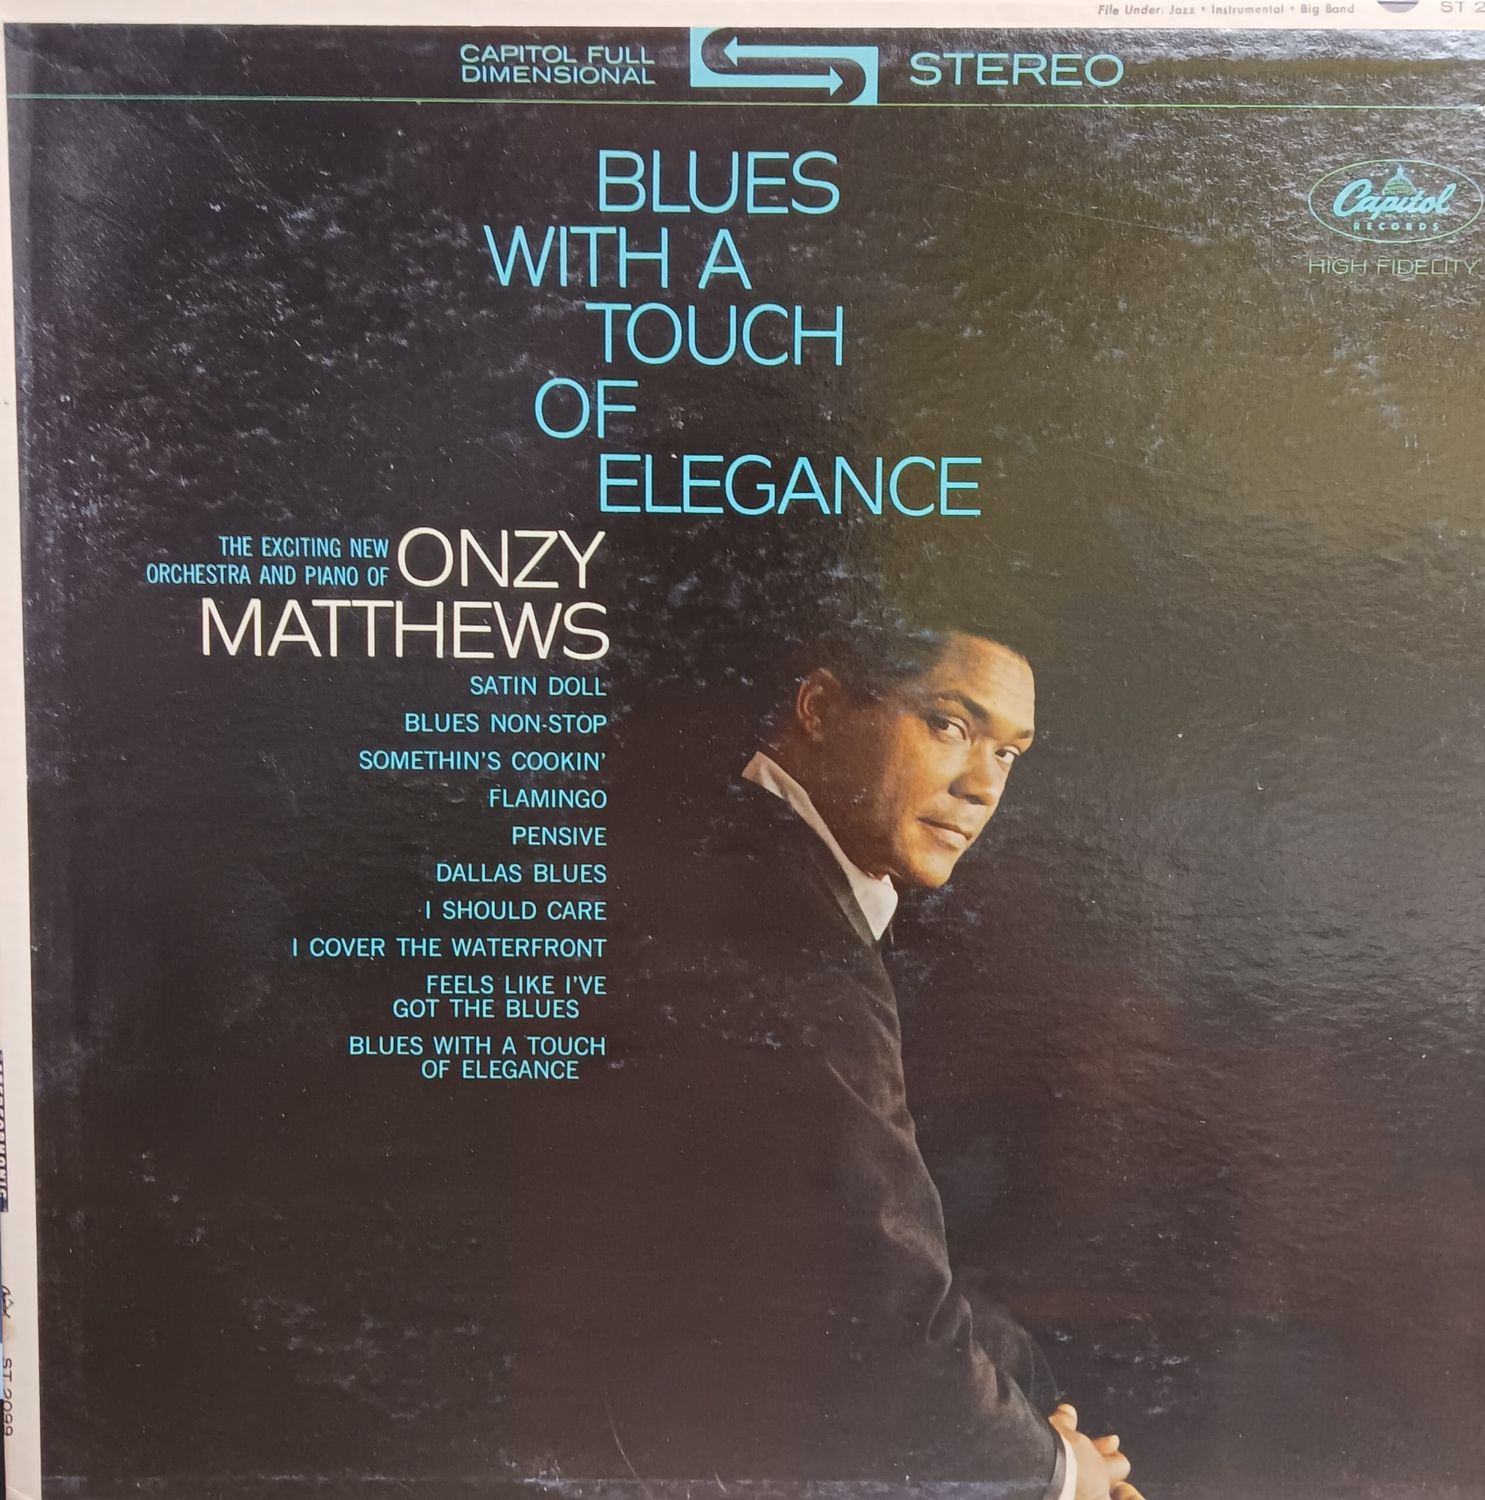 File Under: Jazz • Instrumental • Big Band
ST 2
CAPITOL FULL
DIMENSIONAL
STEREO
Capitol
RECORDS
HIGH FIDELITY
BLUES
WITH A
TOUCH
OF
ELEGANCE
THE EXCITING NEW
ORCHESTRA AND PIANO OF
ONZY
MATTHEWS
SATIN DOLL
BLUES NON-STOP
SOMETHIN'S COOKIN'
FLAMINGO
PENSIVE
DALLAS BLUES
I SHOULD CARE
I COVER THE WATERFRONT
FEELS LIKE I'VE
GOT THE BLUES
BLUES WITH A TOUCH
OF ELEGANCE
ST 2099